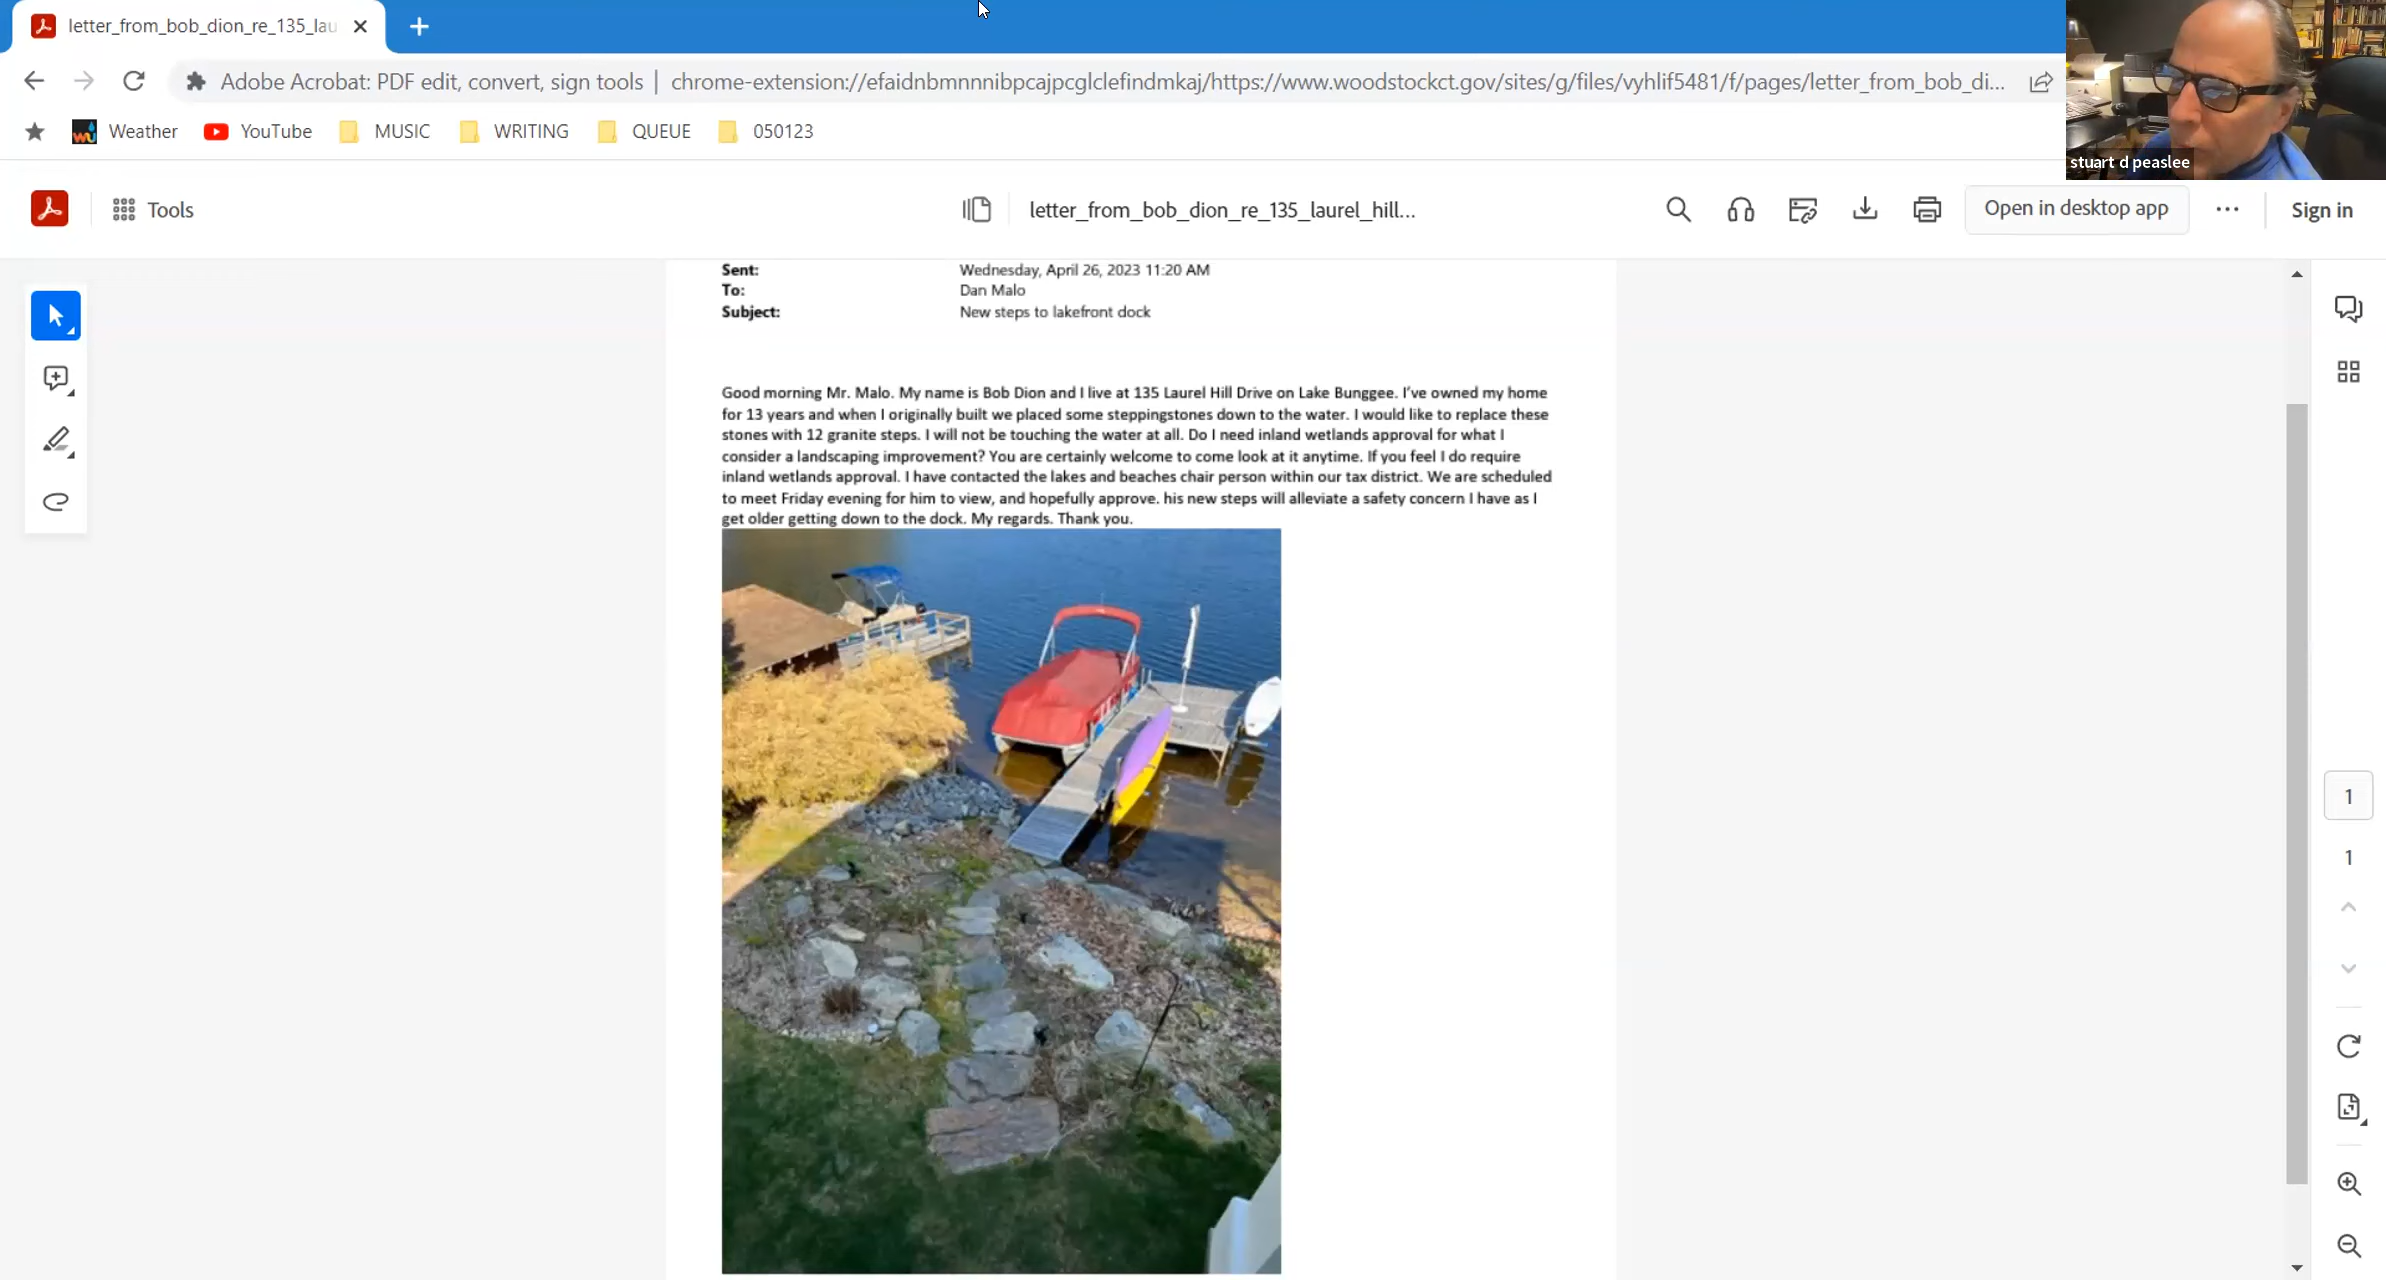 letter_from_bob_dion_re_135_lau
stuart d peaslee
Adobe Acrobat: PDF edit, convert, sign tools | chrome-extension://efaidnbmnnnibpcajpcglclefindmkaj/https://www.woodstockct.gov/sites/g/files/vyhlif5481/f/pages/letter_from_bob_di...
Weather YouTube MUSIC WRITING QUEUE 050123
Tools letter_from_bob_dion_re_135_laurel_hill... Open in desktop app Sign in
Sent: Wednesday, April 26, 2023 11:20 AM
To: Dan Malo
Subject: New steps to lakefront dock
Good morning Mr. Malo. My name is Bob Dion and I live at 135 Laurel Hill Drive on Lake Bunggee. I've owned my home
for 13 years and when I originally built we placed some steppingstones down to the water. I would like to replace these
stones with 12 granite steps. I will not be touching the water at all. Do I need inland wetlands approval for what I
consider a landscaping improvement? You are certainly welcome to come look at it anytime. If you feel I do require
inland wetlands approval. I have contacted the lakes and beaches chair person within our tax district. We are scheduled
to meet Friday evening for him to view, and hopefully approve. his new steps will alleviate a safety concern I have as I
get older getting down to the dock. My regards. Thank you.
1
1